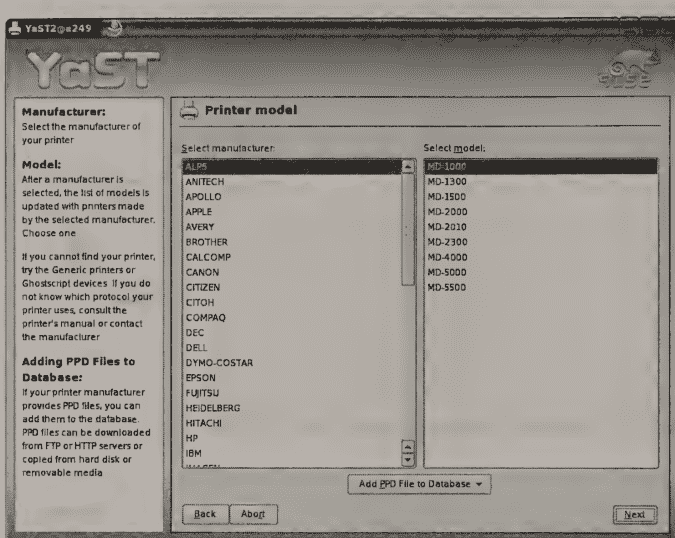 YaST2@e249
YaST
SUSE
Manufacturer:
Select the manufacturer of
your printer
Model:
After a manufacturer is
selected, the list of models is
updated with printers made
by the selected manufacturer.
Choose one
If you cannot find your printer,
try the Generic printers or
Ghostscript devices If you do
not know which protocol your
printer uses, consult the
printer's manual or contact
the manufacturer
Adding PPD Files to
Database:
If your printer manufacturer
provides PPD files, you can
add them to the database
PPD files can be downloaded
from FTP or HTTP servers or
copied from hard disk or
removable media
Printer model
Select manufacturer:
ALPS
ANITECH
APOLLO
APPLE
AVERY
BROTHER
CALCOMP
CANON
CITIZEN
CITOH
COMPAQ
DEC
DELL
DYMO-COSTAR
EPSON
FUJITSU
HEIDELBERG
HITACHI
HP
IBM
Select model:
MD-1000
MD-1300
MD-1500
MD-2000
MD-2010
MD-2300
MD-4000
MD-5000
MD-5500
Add PPD File to Database
Back
Abort
Next